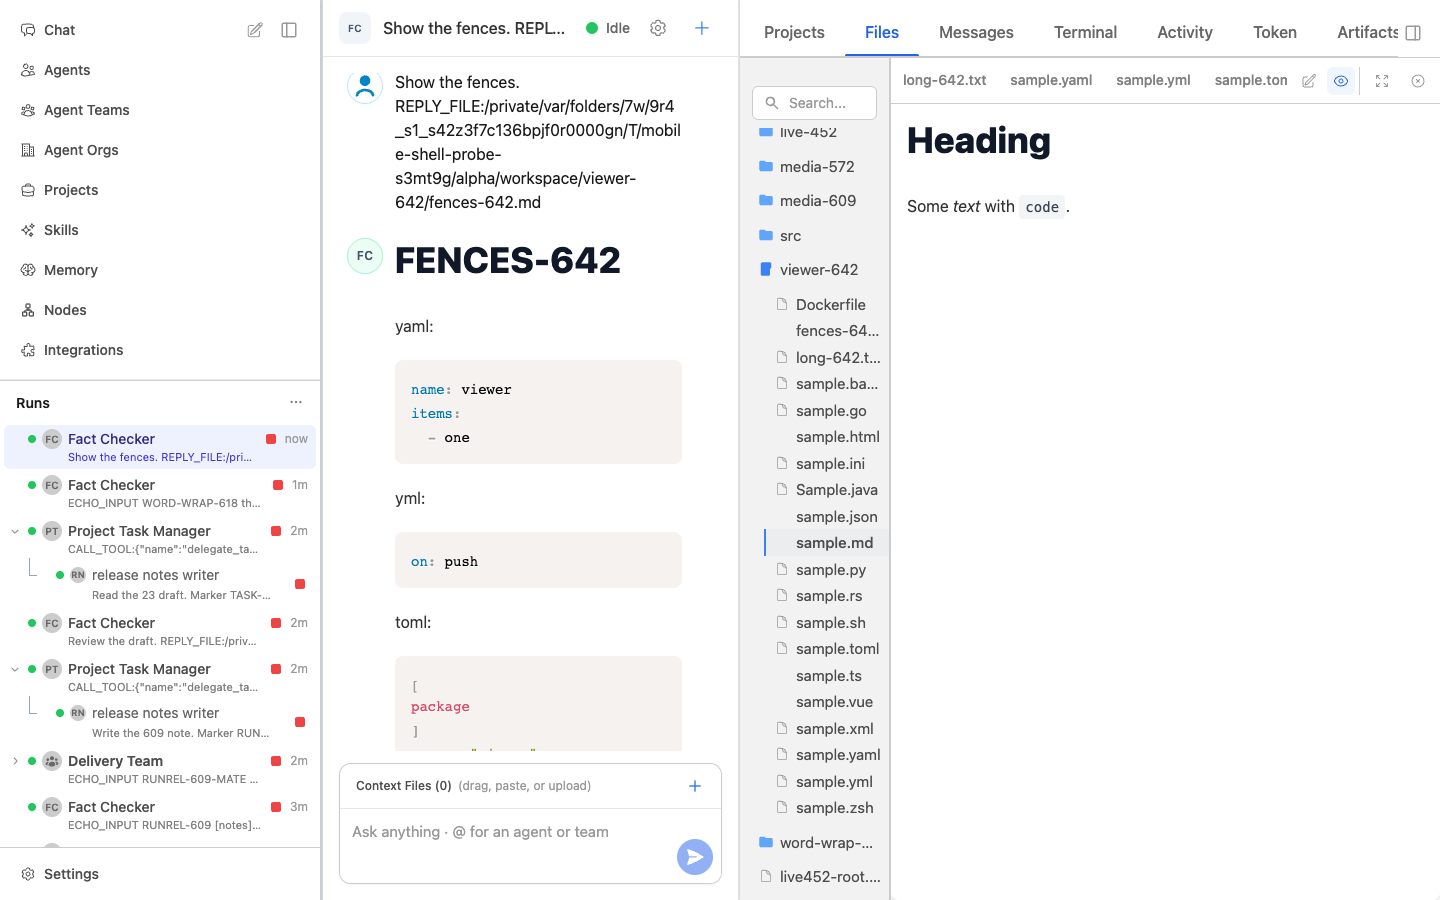 Chat
Agents
Agent Teams
Agent Orgs
Projects
Skills
Memory
Nodes
Integrations
Runs
FC Fact Checker now
Show the fences. REPLY_FILE:/pri...
FC Fact Checker 1m
ECHO_INPUT WORD-WRAP-618 th...
PT Project Task Manager 2m
CALL_TOOL:{"name":"delegate_ta...
RN release notes writer
Read the 23 draft. Marker TASK-...
FC Fact Checker 2m
Review the draft. REPLY_FILE:/priv...
PT Project Task Manager 2m
CALL_TOOL:{"name":"delegate_ta...
RN release notes writer
Write the 609 note. Marker RUN...
Delivery Team 2m
ECHO_INPUT RUNREL-609-MATE ...
FC Fact Checker 3m
ECHO_INPUT RUNREL-609 [notes]...
Settings
FC Show the fences. REPL... Idle
Show the fences.
REPLY_FILE:/private/var/folders/7w/9r4
_s1_s42z3f7c136bpjf0r0000gn/T/mobil
e-shell-probe-
s3mt9g/alpha/workspace/viewer-
642/fences-642.md
FC FENCES-642
yaml:
name: viewer
items:
- one
yml:
on: push
toml:
[
package
]
Context Files (0) (drag, paste, or upload)
Ask anything · @ for an agent or team
Projects Files Messages Terminal Activity Token Artifacts
Search...
live-452
media-572
media-609
src
viewer-642
Dockerfile
fences-64...
long-642.t...
sample.ba...
sample.go
sample.html
sample.ini
Sample.java
sample.json
sample.md
sample.py
sample.rs
sample.sh
sample.toml
sample.ts
sample.vue
sample.xml
sample.yaml
sample.yml
sample.zsh
word-wrap-...
live452-root....
long-642.txt sample.yaml sample.yml sample.ton
Heading
Some text with code.